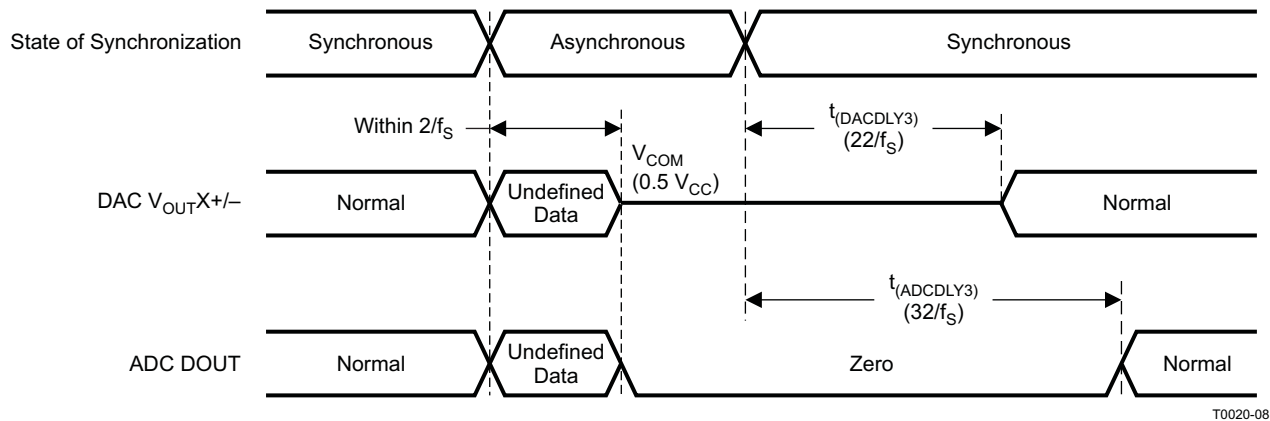 State of Synchronization
Synchronous
Asynchronous
Synchronous
Within 2/fS
t(DACDLY3)
(22/fS)
VCOM
(0.5 VCC)
DAC VOUTX+/–
Normal
Undefined
Data
Normal
t(ADCDLY3)
(32/fS)
ADC DOUT
Normal
Undefined
Data
Zero
Normal
T0020-08